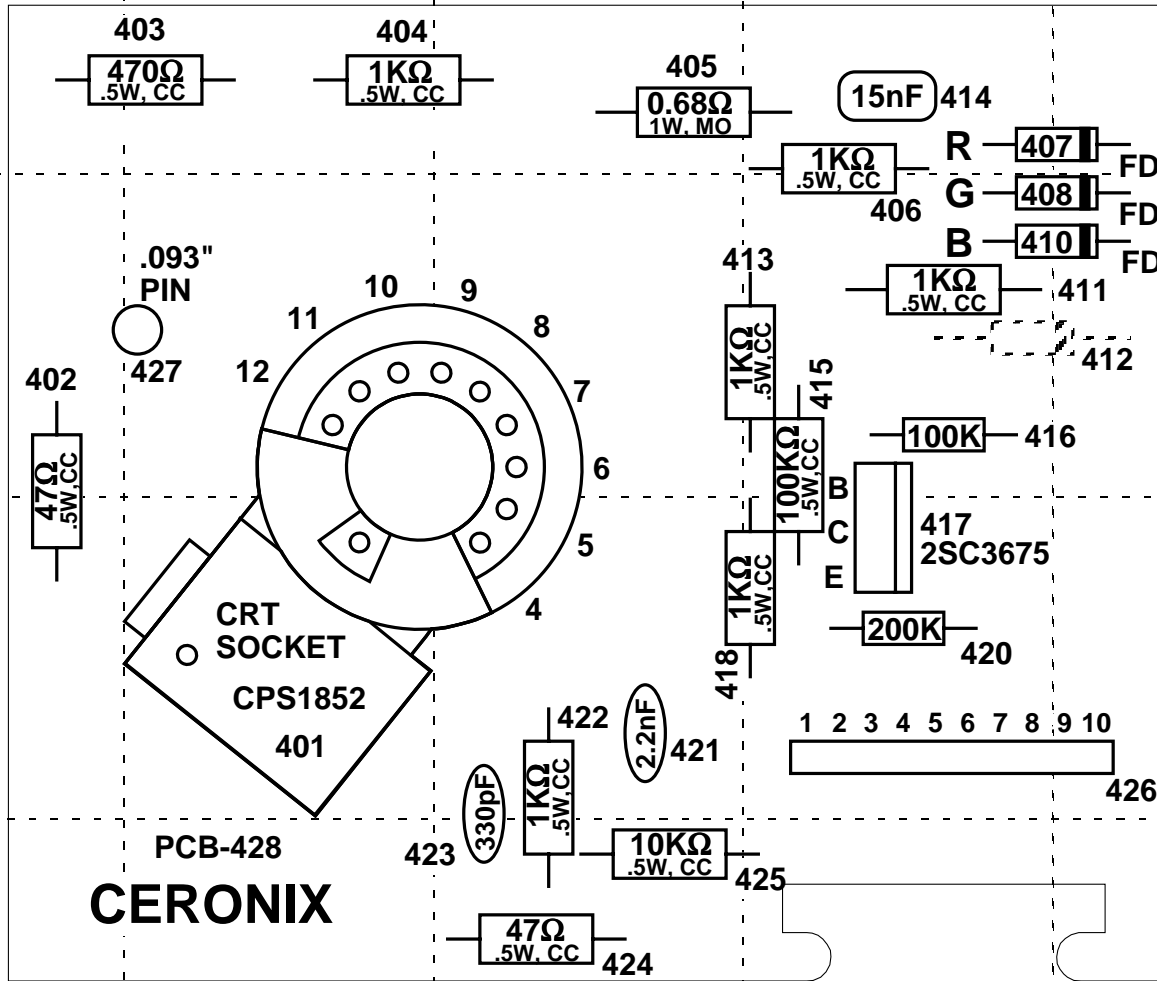 403
470Ω
.5W, CC
404
1KΩ
.5W, CC
405
0.68Ω
1W, MO
15nF
414
R
407
FD
G
408
FD
B
410
FD
1KΩ
.5W, CC
406
1KΩ
.5W, CC
411
412
.093"
PIN
427
402
47Ω
.5W,CC
12
11
10
9
8
7
6
5
4
413
1KΩ
.5W,CC
415
100KΩ
.5W,CC
100K
416
B
C
E
417
2SC3675
1KΩ
.5W,CC
418
200K
420
CRT
SOCKET
CPS1852
401
422
1KΩ
.5W,CC
2.2nF
421
330pF
423
1 2 3 4 5 6 7 8 9 10
426
PCB-428
CERONIX
10KΩ
.5W, CC
425
47Ω
.5W, CC
424